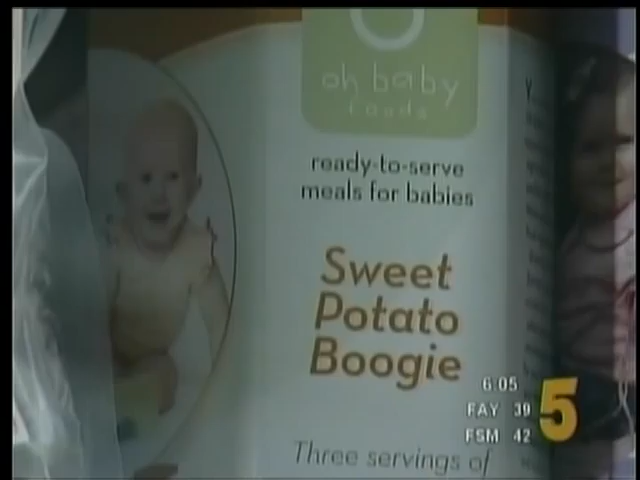 oh baby
foods
ready-to-serve
meals for babies
Sweet
Potato
Boogie
Three servings of
6:05
FAY 39
FSM 42
5